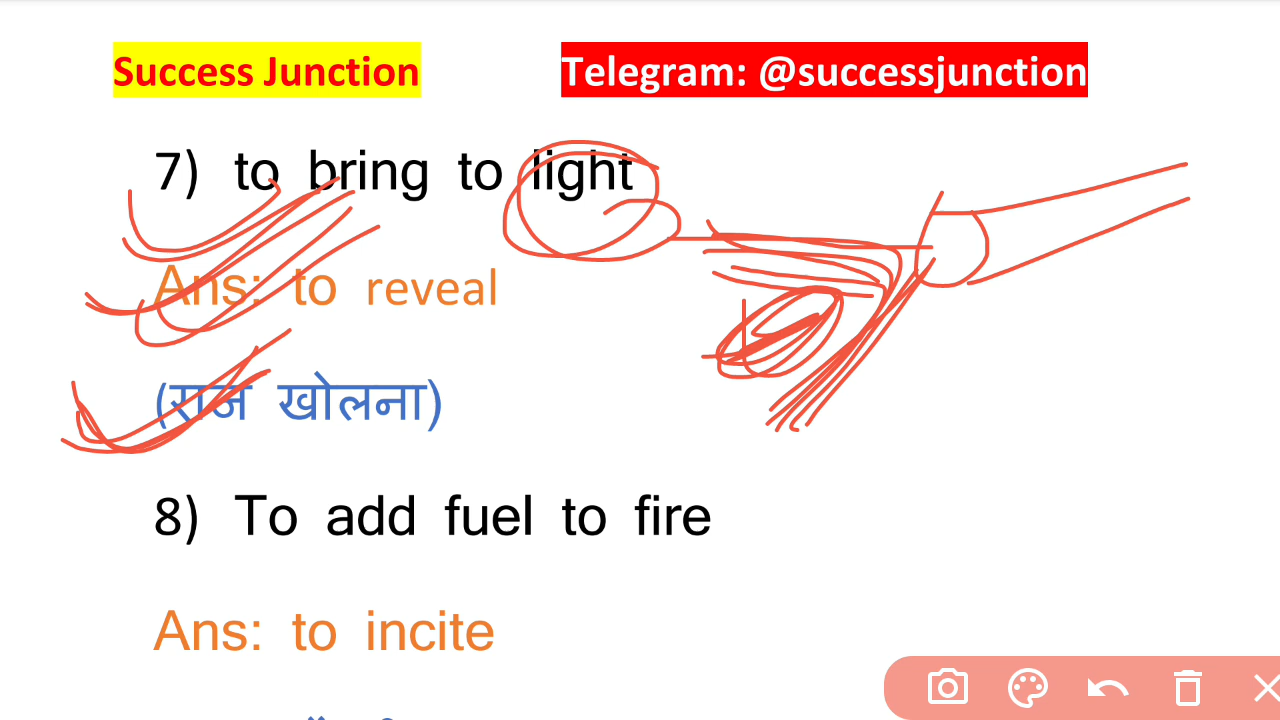 Success Junction Telegram: @successjunction
7) to bring to light
Ans: to reveal
(राज खोलना)
8) To add fuel to fire
Ans: to incite